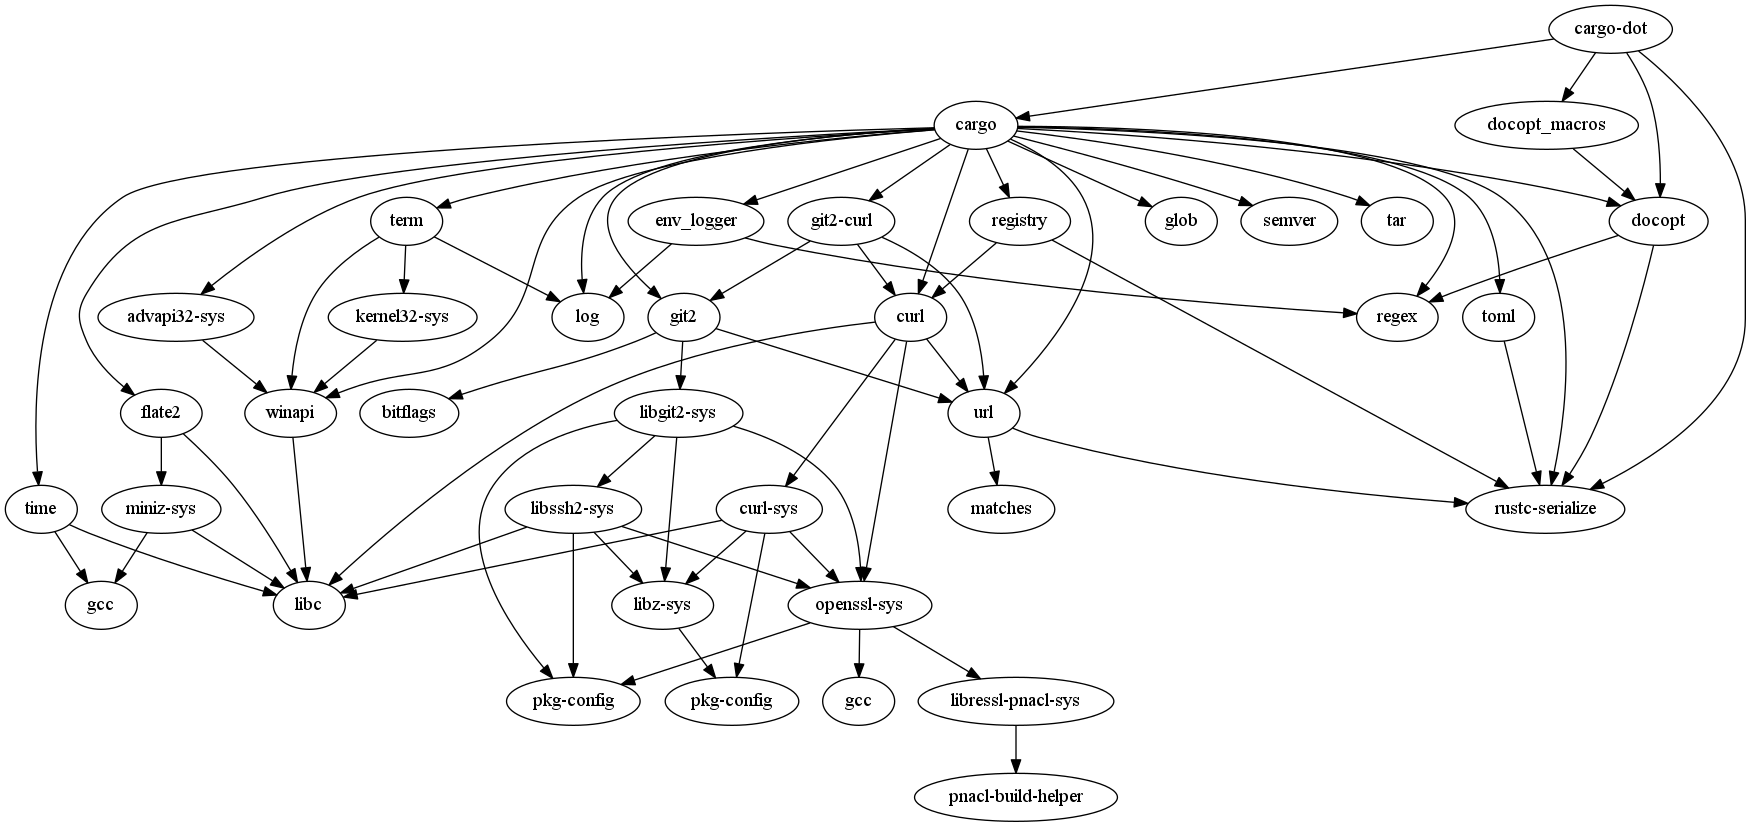 cargo-dot
cargo
docopt_macros
term
env_logger
git2-curl
registry
glob
semver
tar
docopt
advapi32-sys
kernel32-sys
log
git2
curl
regex
toml
flate2
winapi
bitflags
libgit2-sys
url
time
miniz-sys
libssh2-sys
curl-sys
matches
rustc-serialize
gcc
libc
libz-sys
openssl-sys
pkg-config
pkg-config
gcc
libressl-pnacl-sys
pnacl-build-helper